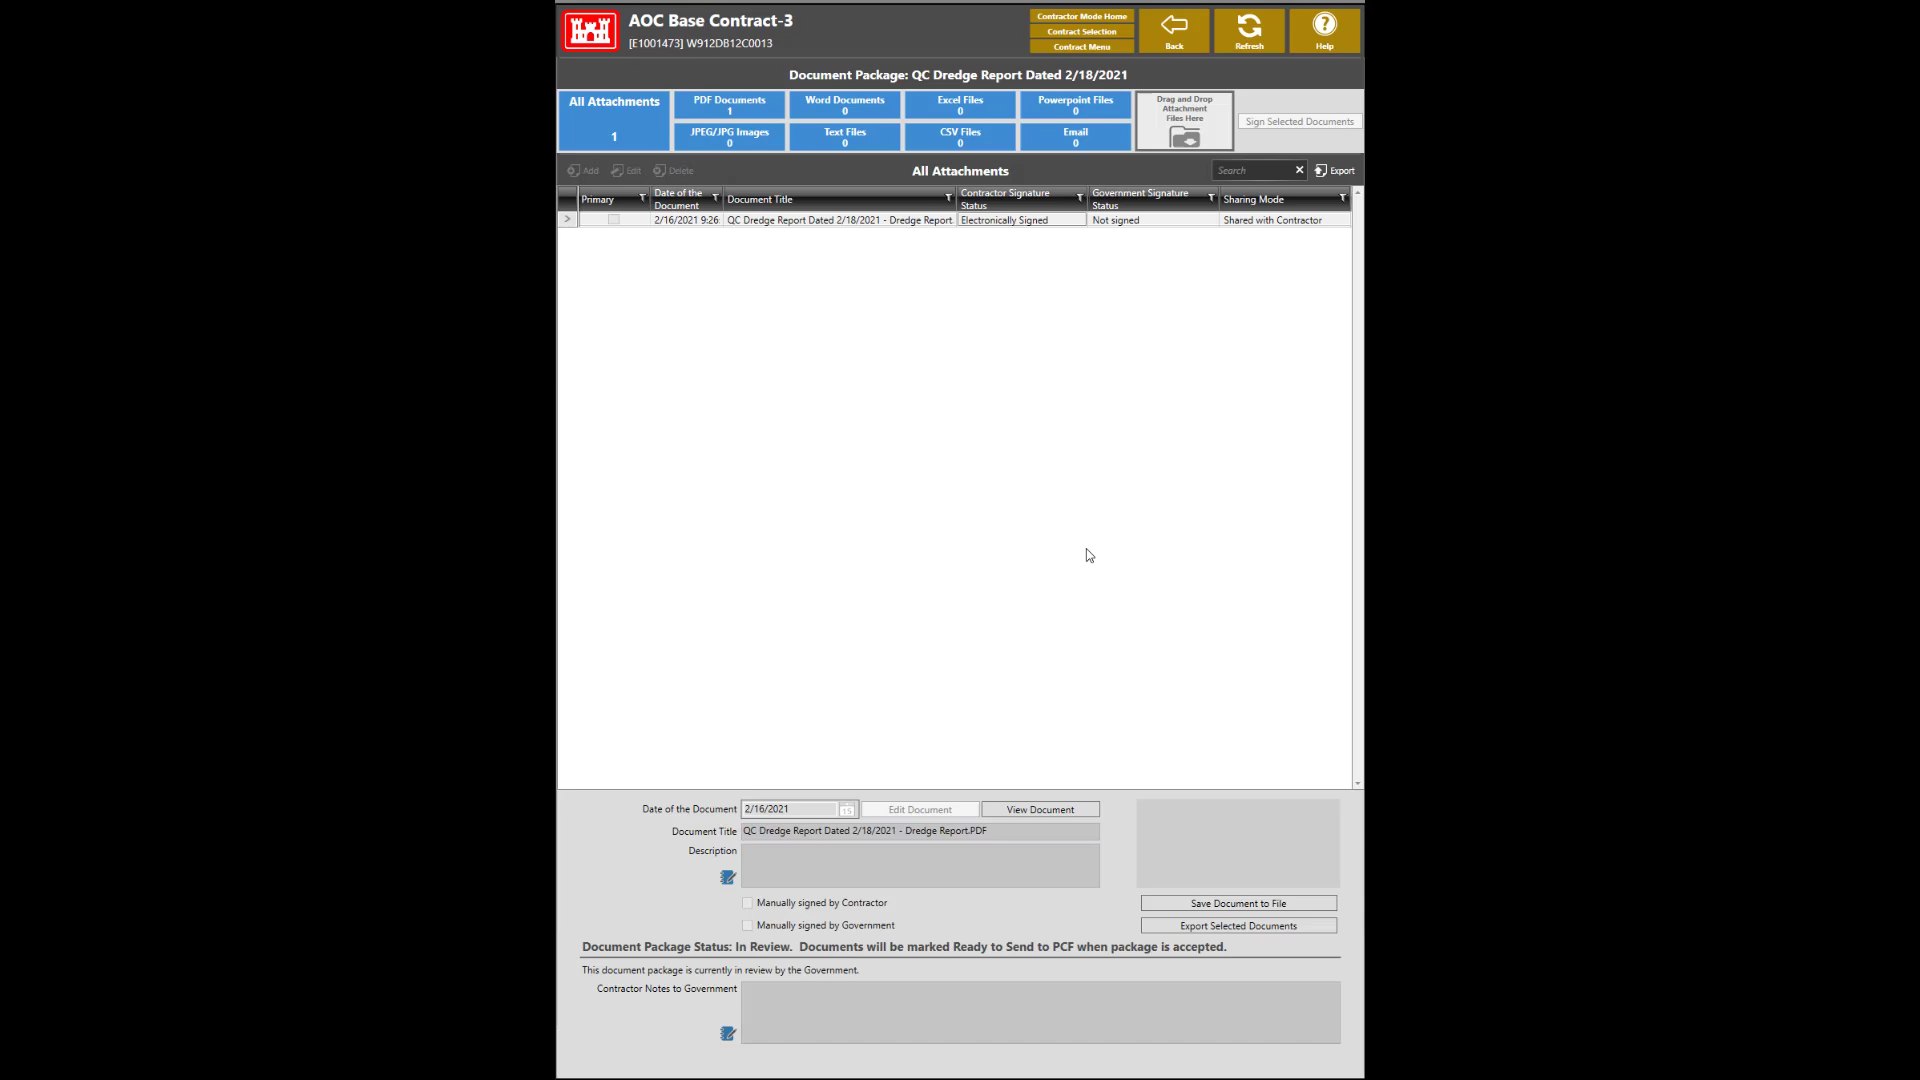 AOC Base Contract-3
[E1001473] W912DB12C0013
Contractor Mode Home
Contract Selection
Contract Menu
Back
Refresh
Help
Document Package: QC Dredge Report Dated 2/18/2021
All Attachments
1
PDF Documents
1
Word Documents
0
Excel Files
0
Powerpoint Files
0
JPEG/JPG Images
0
Text Files
0
CSV Files
0
Email
0
Drag and Drop
Attachment
Files Here
Sign Selected Documents
Add
Edit
Delete
All Attachments
Search
Export
Primary
Date of the
Document
Document Title
Contractor Signature
Status
Government Signature
Status
Sharing Mode
2/16/2021 9:26
QC Dredge Report Dated 2/18/2021 - Dredge Report.
Electronically Signed
Not signed
Shared with Contractor
Date of the Document
2/16/2021
15
Edit Document
View Document
Document Title
QC Dredge Report Dated 2/18/2021 - Dredge Report.PDF
Description
Manually signed by Contractor
Manually signed by Government
Save Document to File
Export Selected Documents
Document Package Status: In Review.  Documents will be marked Ready to Send to PCF when package is accepted.
This document package is currently in review by the Government.
Contractor Notes to Government